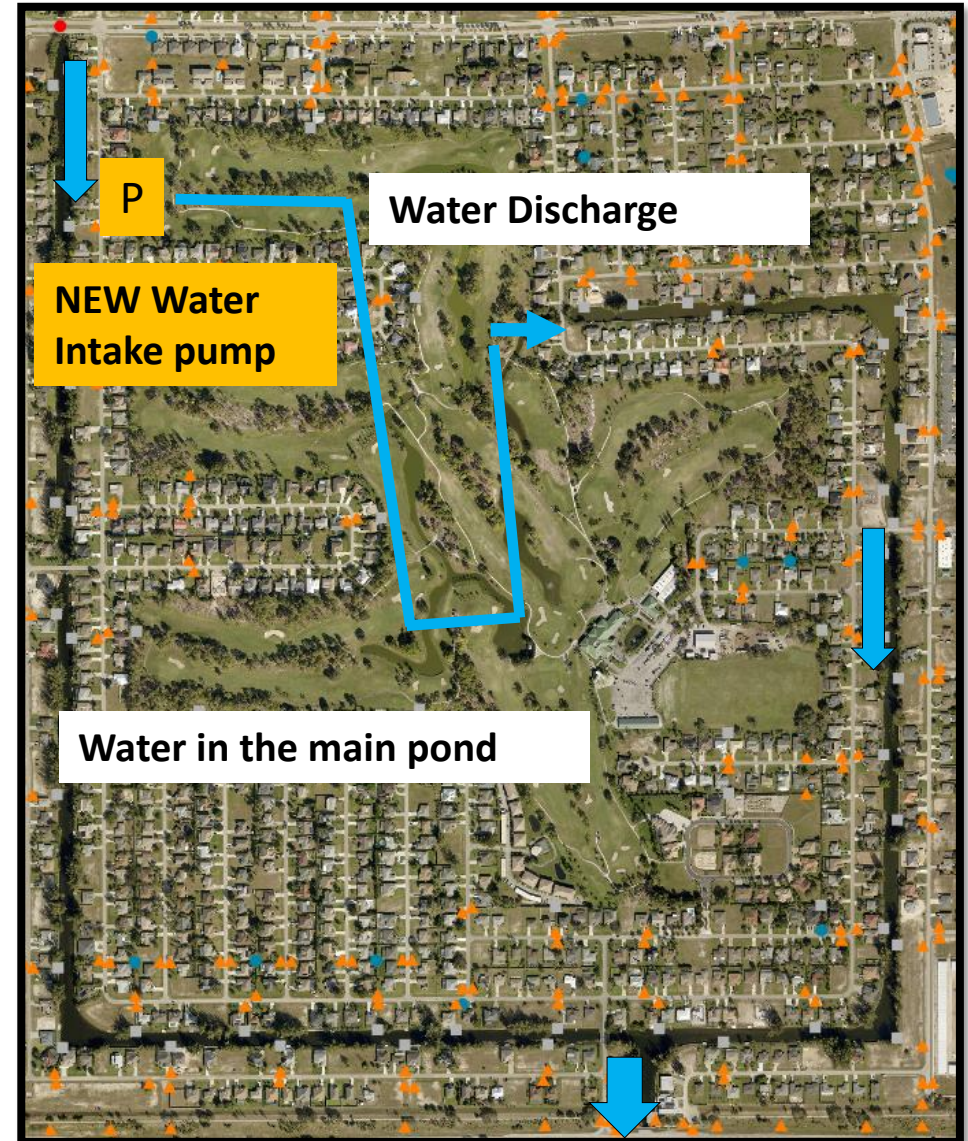 P
Water Discharge
NEW Water
Intake pump
Water in the main pond